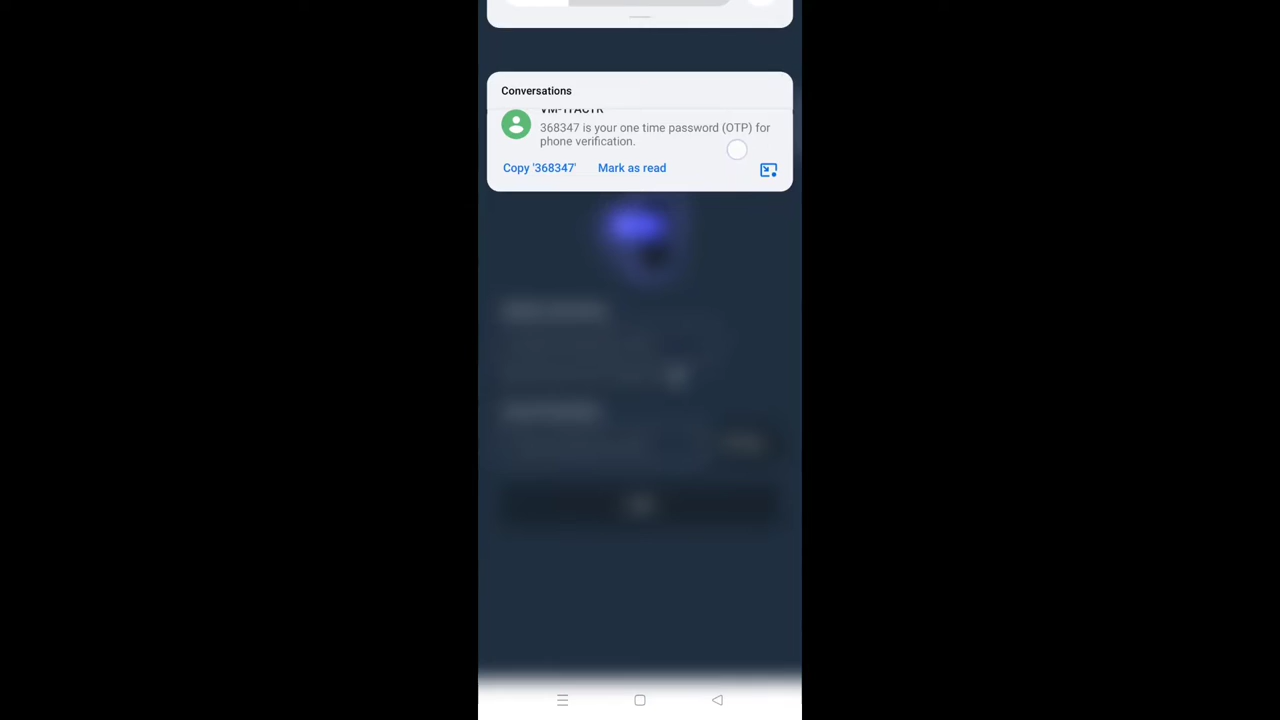 Conversations
368347 is your one time password (OTP) for
phone verification.
Copy '368347' Mark as read